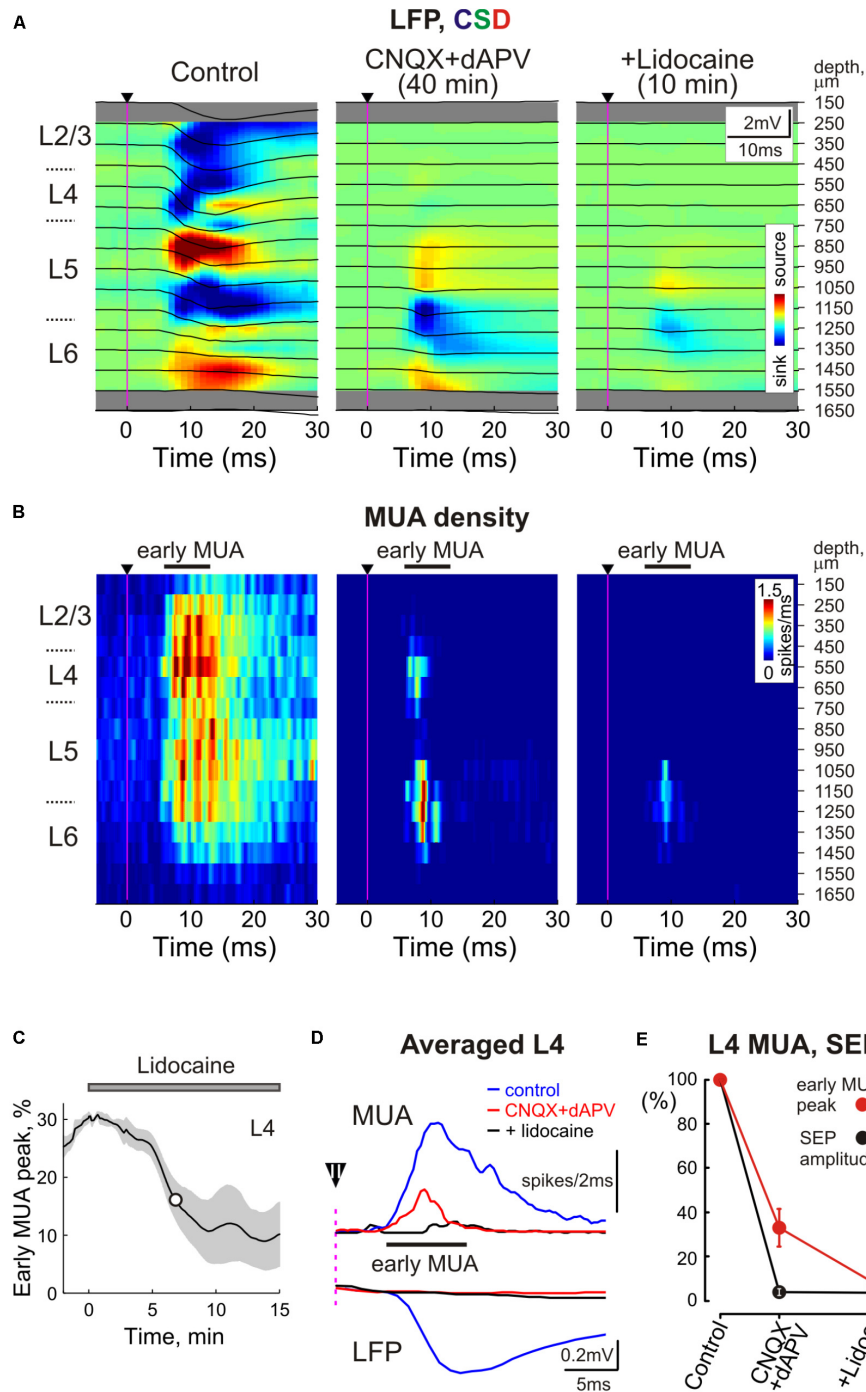 A
LFP, CSD
Control
CNQX+dAPV
(40 min)
+Lidocaine
(10 min)
depth,
µm
L2/3
L4
L5
L6
2mV
10ms
sink source
150
250
350
450
550
650
750
850
950
1050
1150
1250
1350
1450
1550
1650
0 10 20 30
0 10 20 30
0 10 20 30
Time (ms)
Time (ms)
Time (ms)
B
MUA density
early MUA
early MUA
early MUA
depth,
µm
L2/3
L4
L5
L6
1.5
0
spikes/ms
150
250
350
450
550
650
750
850
950
1050
1150
1250
1350
1450
1550
1650
0 10 20 30
0 10 20 30
0 10 20 30
Time (ms)
Time (ms)
Time (ms)
C
Lidocaine
L4
Early MUA peak, %
30
20
10
0
0 5 10 15
Time, min
D
Averaged L4
control
CNQX+dAPV
+ lidocaine
MUA
spikes/2ms
early MUA
LFP
0.2mV
5ms
E
L4 MUA, SE
(%)
100
80
60
40
20
0
early MU
peak
SEP
amplitud
Control
CNQX
+dAPV
+Lidoc